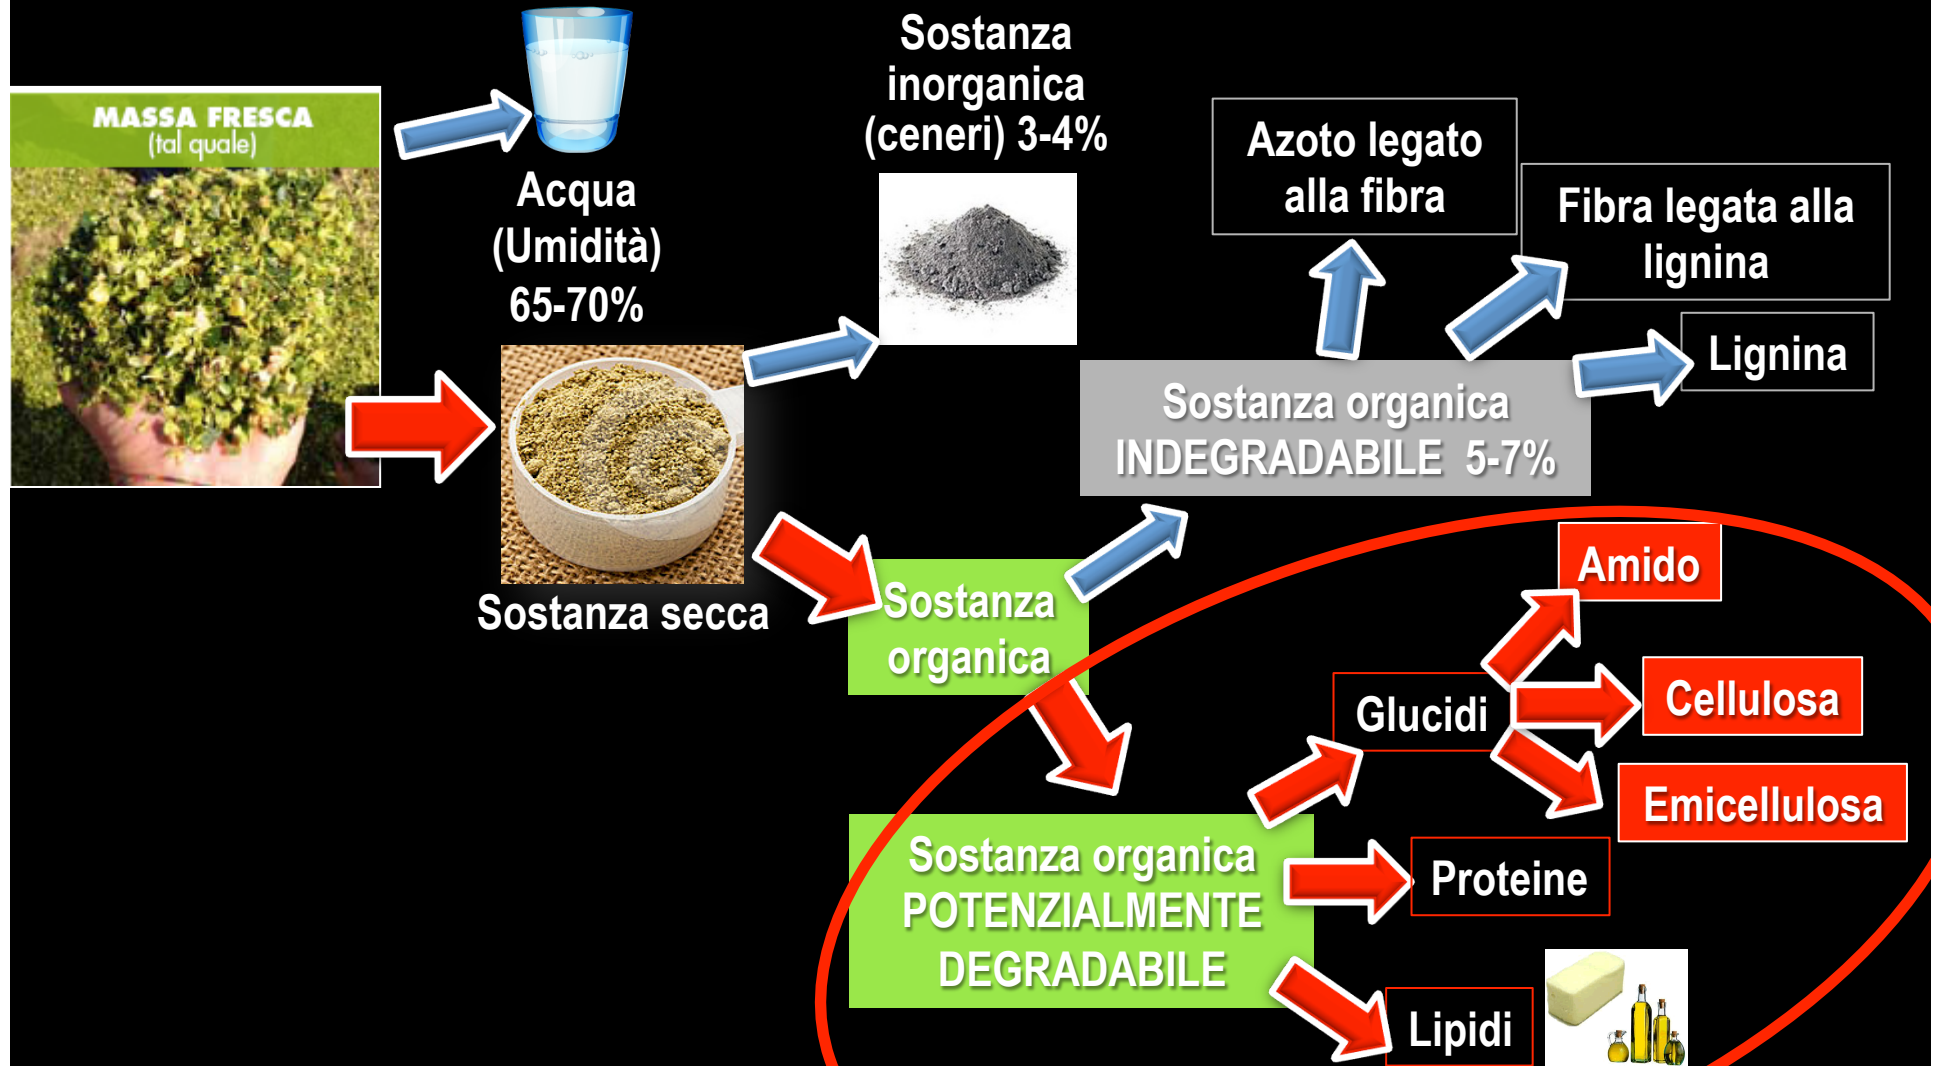 MASSA FRESCA
(tal quale)
Acqua
(Umidità)
65-70%
Sostanza
inorganica
(ceneri) 3-4%
Azoto legato
alla fibra
Fibra legata alla
lignina
Lignina
Sostanza organica
INDEGRADABILE 5-7%
Sostanza secca
Sostanza
organica
Amido
Cellulosa
Glucidi
Emicellulosa
Sostanza organica
POTENZIALMENTE
DEGRADABILE
Proteine
Lipidi